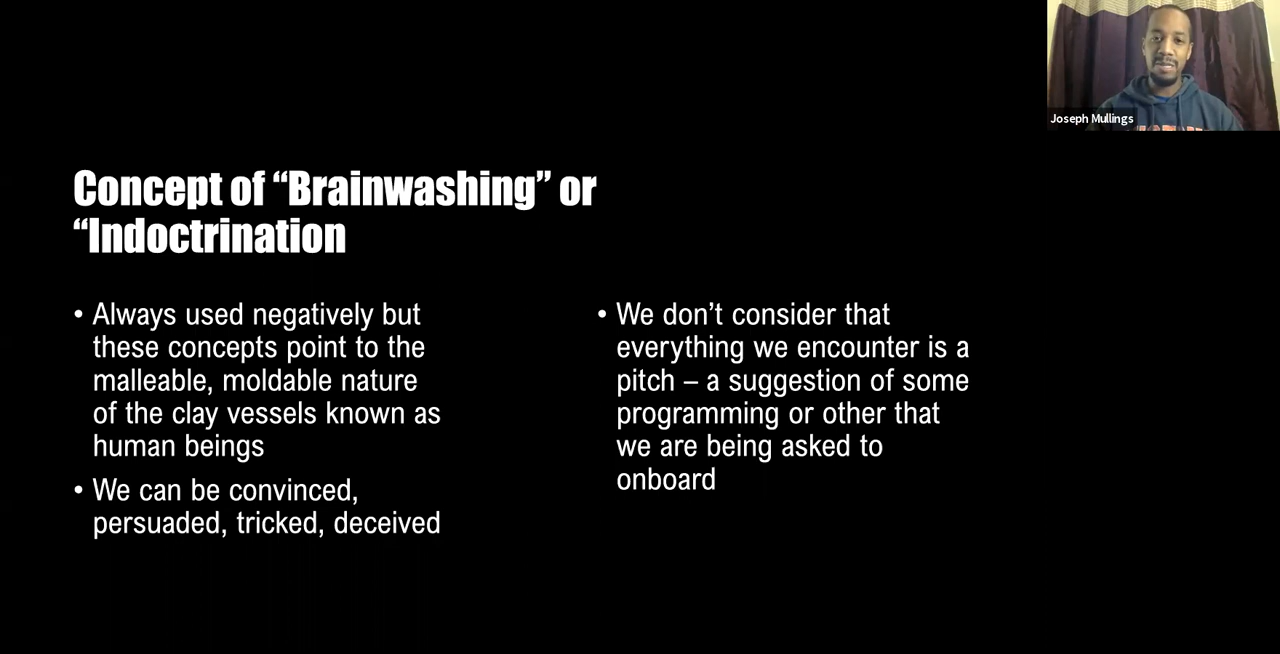 Joseph Mullings
Concept of “Brainwashing” or
“Indoctrination
• Always used negatively but
these concepts point to the
malleable, moldable nature
of the clay vessels known as
human beings
• We can be convinced,
persuaded, tricked, deceived
• We don’t consider that
everything we encounter is a
pitch – a suggestion of some
programming or other that
we are being asked to
onboard